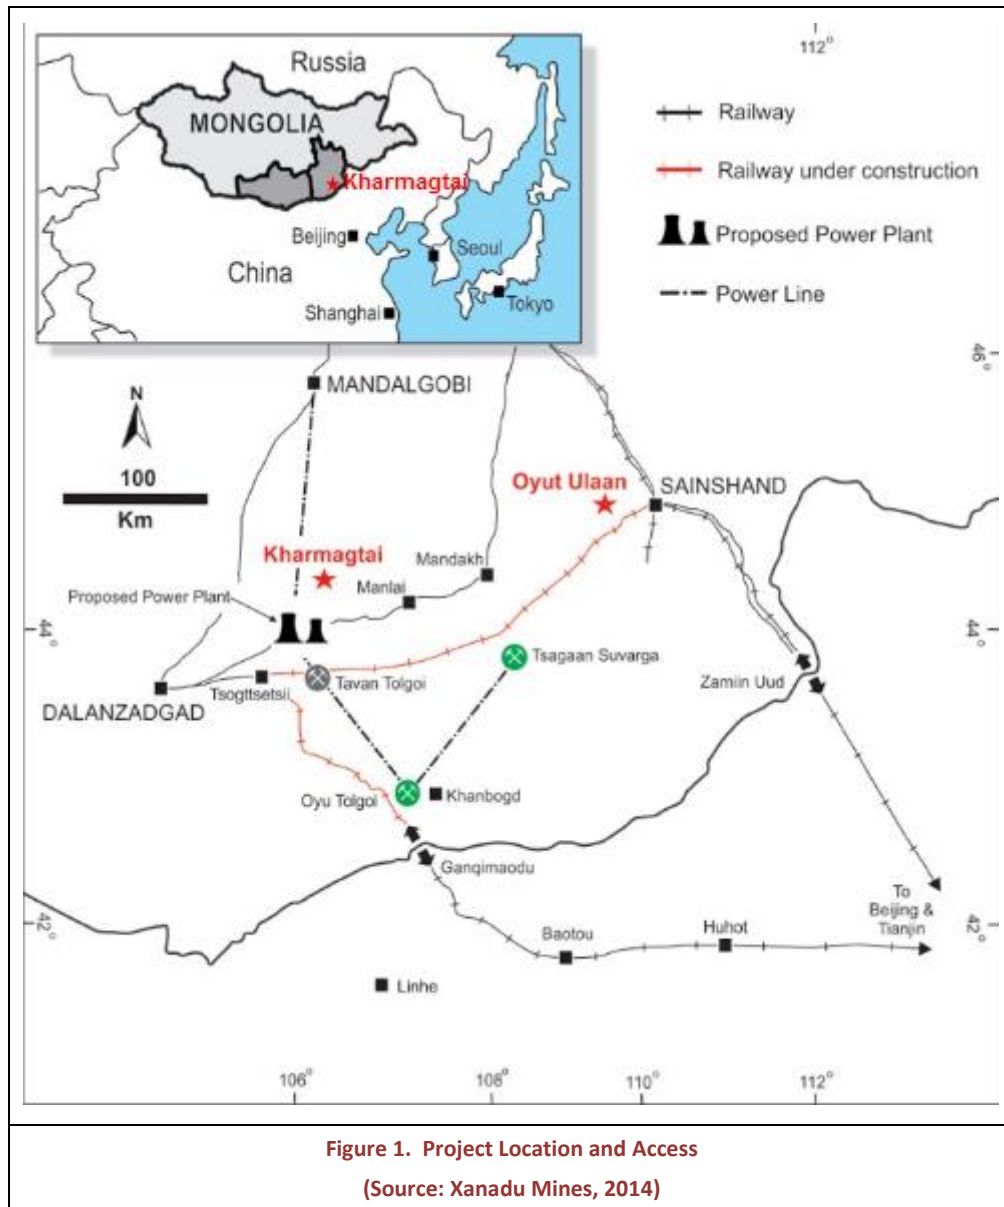 112°
Russia
MONGOLIA
Kharmagtai
Beijing
Seoul
China
Shanghai
Tokyo
Railway
Railway under construction
Proposed Power Plant
Power Line
46°
MANDALGOBI
N
100
Km
Oyut Ulaan
SAINSHAND
Kharmagtai
Mandakh
Manlai
Proposed Power Plant
44°
44°
Tsagaan Suvarga
Zamiin Uud
Tsogttsetsii
Tavan Tolgoi
DALANZADGAD
Oyu Tolgoi
Khanbogd
Ganqimaodu
To
Beijing &
Tianjin
42°
42°
Baotou
Huhot
Linhe
106°
108°
110°
112°
Figure 1. Project Location and Access
(Source: Xanadu Mines, 2014)